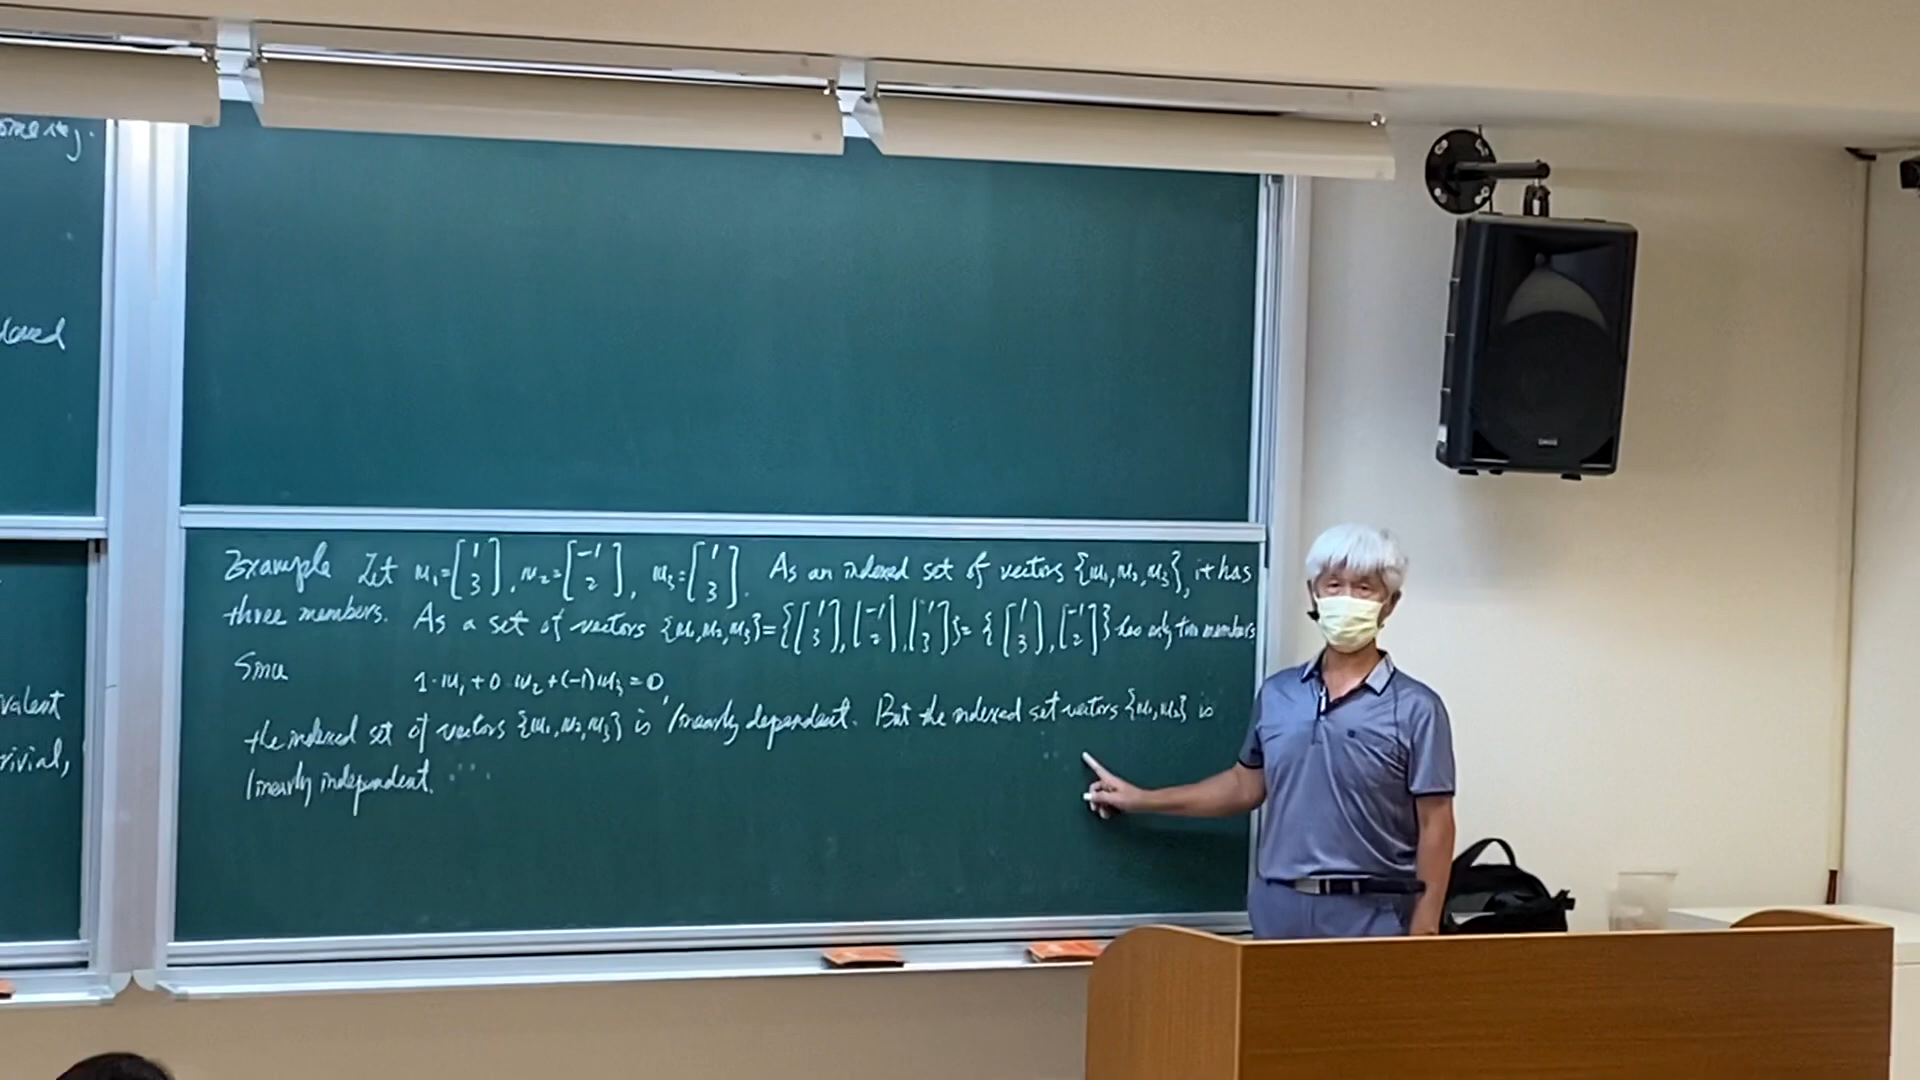 lowed
valent
rivial,
Example Let u₁=[1 3], u₂=[-1 2], u₃=[1 3]. As an indexed set of vectors {u₁,u₂,u₃}, it has
three members. As a set of vectors {u₁,u₂,u₃}={[1 3],[-1 2],[1 3]}={[1 3],[-1 2]} has only two members
Since
1·u₁+0 u₂+(-1)u₃=0,
the indexed set of vectors {u₁,u₂,u₃} is linearly dependent. But the indexed set vectors {u₁,u₂} is
linearly independent.